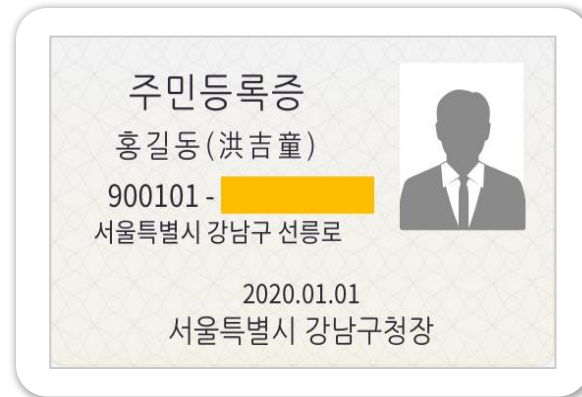 주민등록증
홍길동(洪吉童)
900101 -
서울특별시 강남구 선릉로
2020.01.01
서울특별시 강남구청장